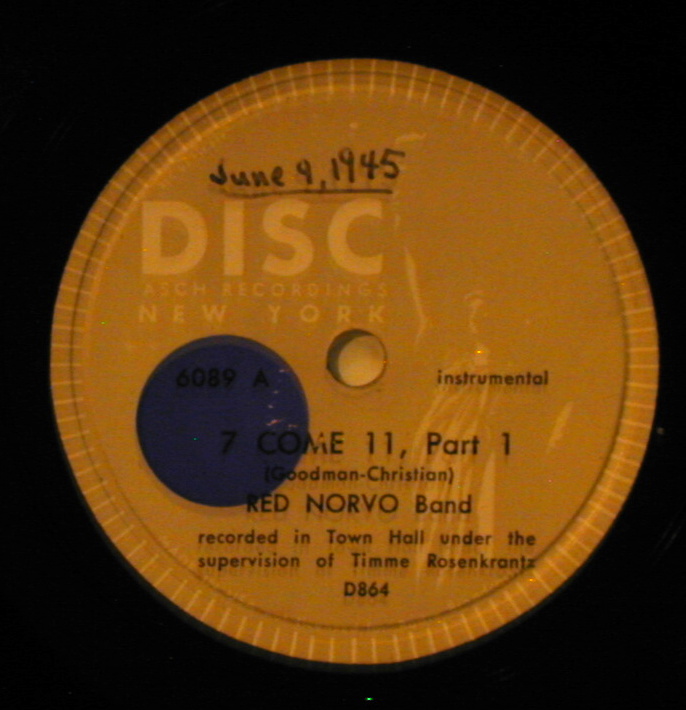 June 9, 1945
DISC
ASCH RECORDINGS
NEW YORK
6089 A
instrumental
7 COME 11, Part 1
(Goodman-Christian)
RED NORVO Band
recorded in Town Hall under the
supervision of Timme Rosenkrantz
D864